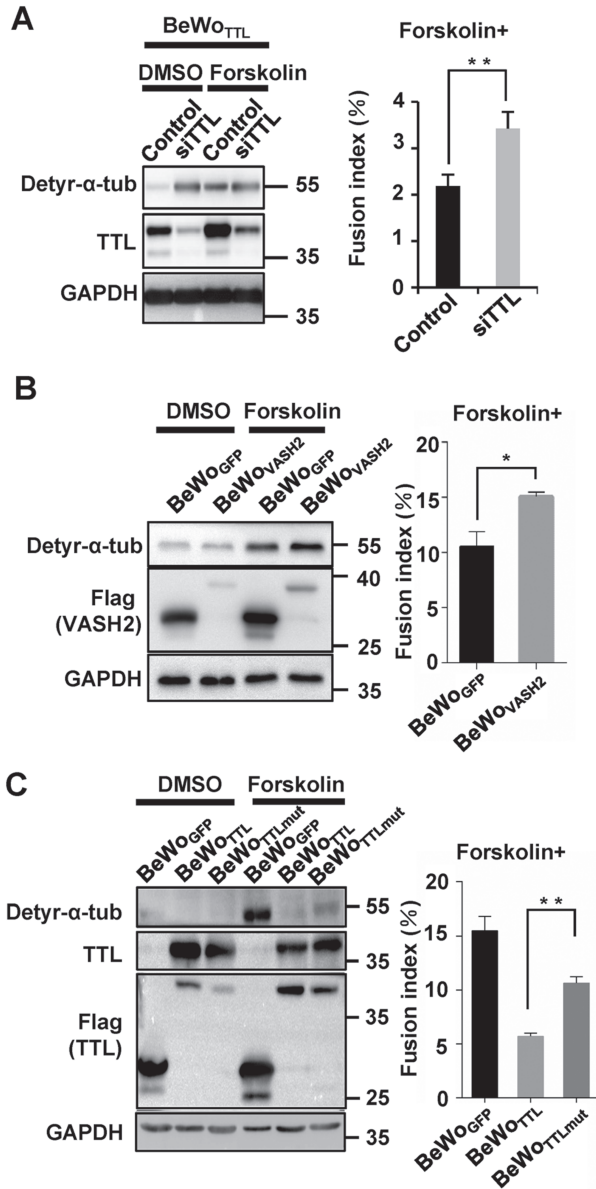 A
BeWoTTL
DMSO Forskolin
Control siTTL Control siTTL
Detyr-α-tub
55
TTL
35
GAPDH
35
Forskolin+
* *
Fusion index (%)
4
3
2
1
0
Control
siTTL
B
DMSO Forskolin
BeWoGFP BeWoVASH2 BeWoGFP BeWoVASH2
Detyr-α-tub
55
40
Flag
(VASH2)
25
GAPDH
35
Forskolin+
*
Fusion index (%)
20
15
10
5
0
BeWoGFP
BeWoVASH2
C
DMSO Forskolin
BeWoGFP BeWoTTL BeWoTTLmut BeWoGFP BeWoTTL BeWoTTLmut
Detyr-α-tub
55
TTL
35
35
Flag
(TTL)
25
GAPDH
35
Forskolin+
* *
Fusion index (%)
20
15
10
5
0
BeWoGFP
BeWoTTL
BeWoTTLmut